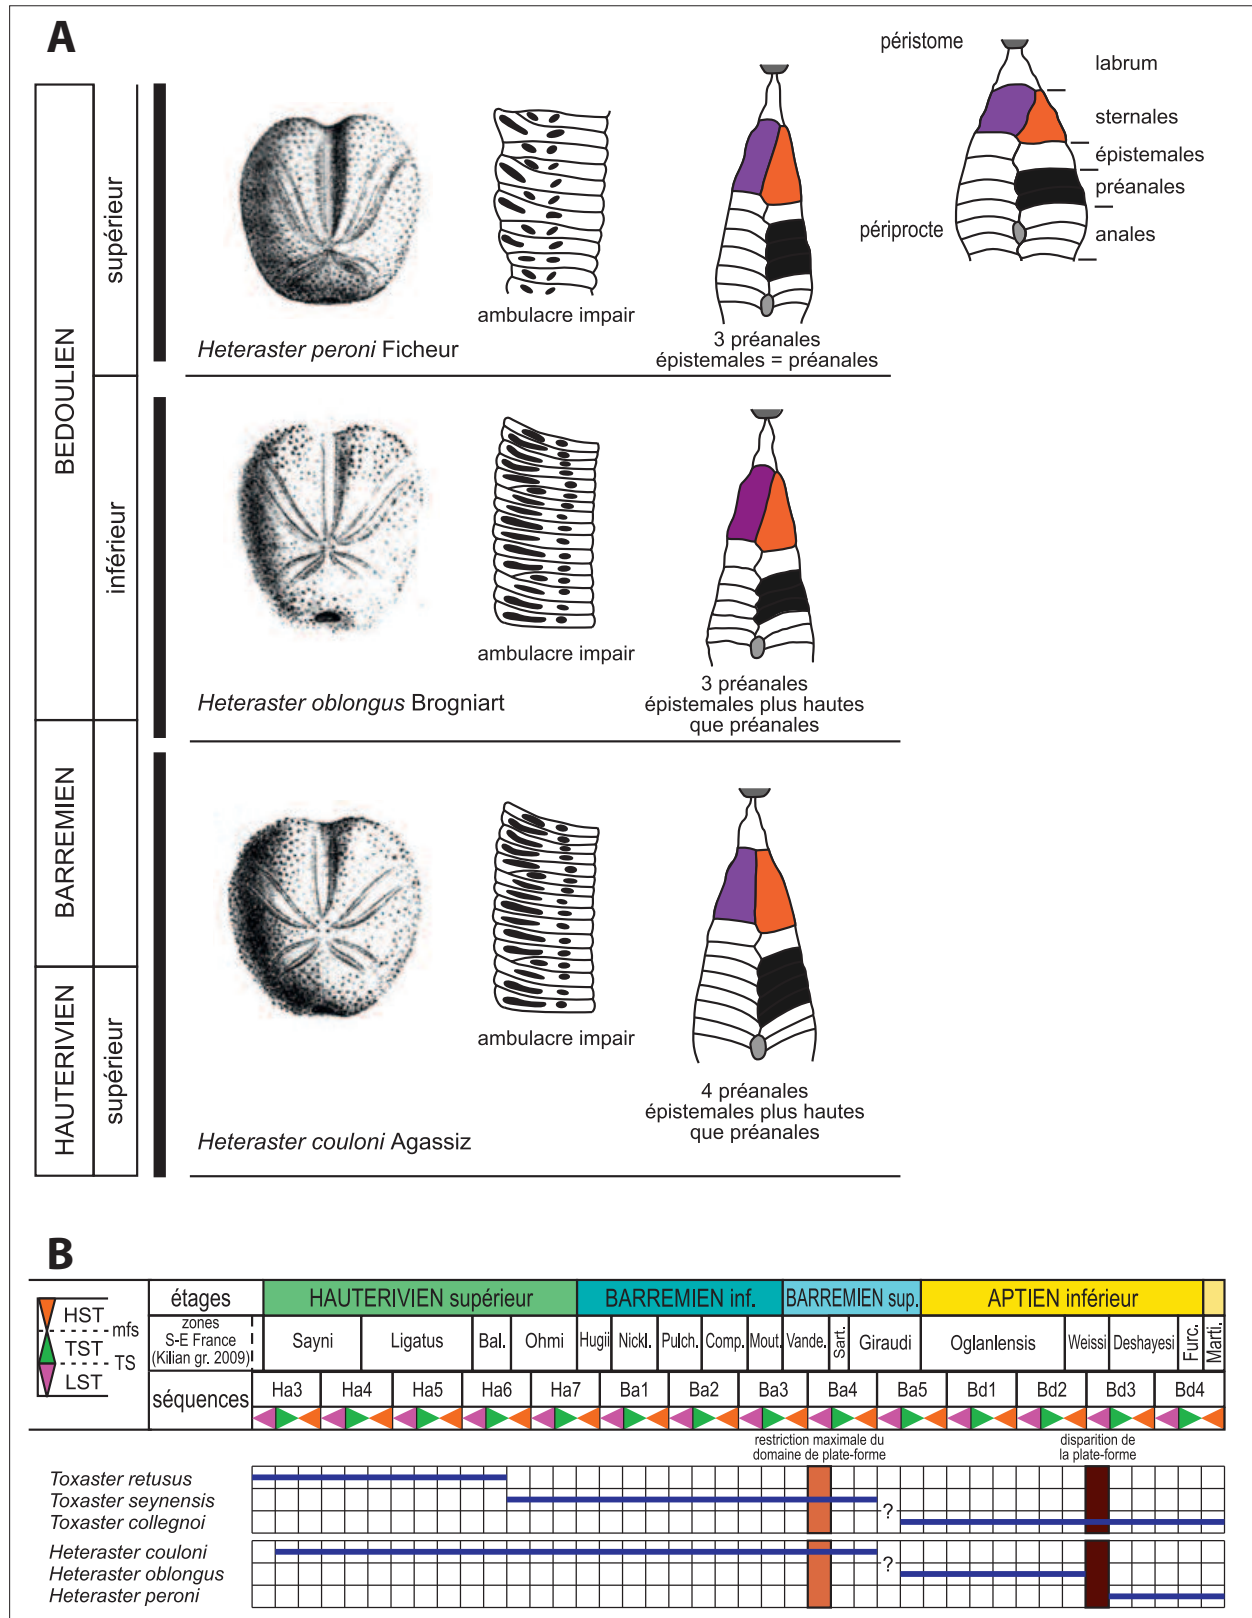 A
péristome
labrum
sternales
épistemales
préanales
périprocte
anales
BEDOULIEN
supérieur
ambulacre impair
Heteraster peroni Ficheur
3 préanales
épistemales = préanales
inférieur
ambulacre impair
Heteraster oblongus Brogniart
3 préanales
épistemales plus hautes
que préanales
BARREMIEN
HAUTERIVIEN
supérieur
ambulacre impair
4 préanales
épistemales plus hautes
que préanales
Heteraster couloni Agassiz
B
HST
mfs
TST
TS
LST
étages
HAUTERIVIEN supérieur
BARREMIEN inf.
BARREMIEN sup.
APTIEN inférieur
zones
S-E France
(Kilian gr. 2009)
Sayni
Ligatus
Bal.
Ohmi
Hugii
Nickl.
Pulch.
Comp.
Mout.
Vande.
Sart.
Giraudi
Oglanlensis
Weissi
Deshayesi
Furc.
Marti.
séquences
Ha3
Ha4
Ha5
Ha6
Ha7
Ba1
Ba2
Ba3
Ba4
Ba5
Bd1
Bd2
Bd3
Bd4
restriction maximale du
domaine de plate-forme
disparition de
la plate-forme
Toxaster retusus
Toxaster seynensis
?
Toxaster collegnoi
Heteraster couloni
?
Heteraster oblongus
Heteraster peroni